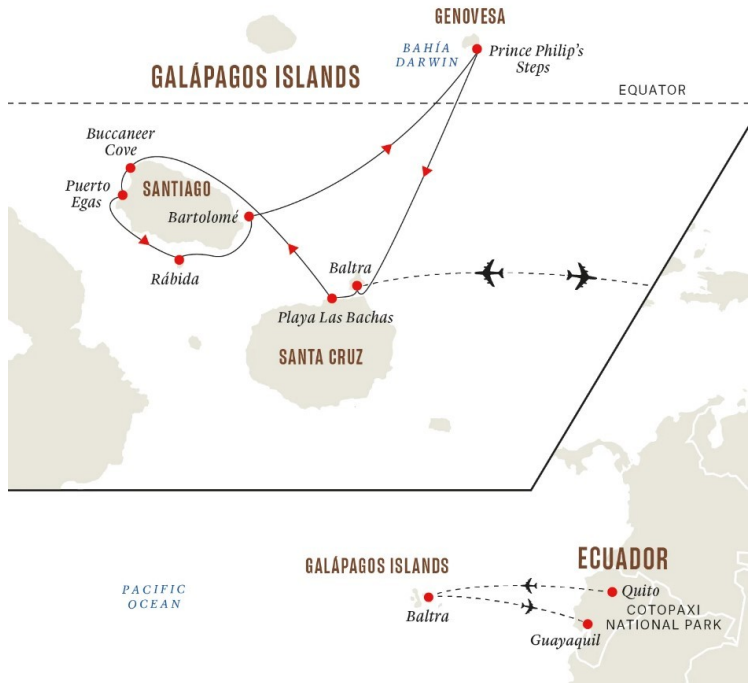 GENOVESA
BAHÍA
DARWIN
Prince Philip's
Steps
GALÁPAGOS ISLANDS
EQUATOR
Buccaneer
Cove
Puerto
Egas
SANTIAGO
Bartolomé
Rábida
Baltra
Playa Las Bachas
SANTA CRUZ
GALÁPAGOS ISLANDS
ECUADOR
PACIFIC
OCEAN
Baltra
Quito
COTOPAXI
NATIONAL PARK
Guayaquil